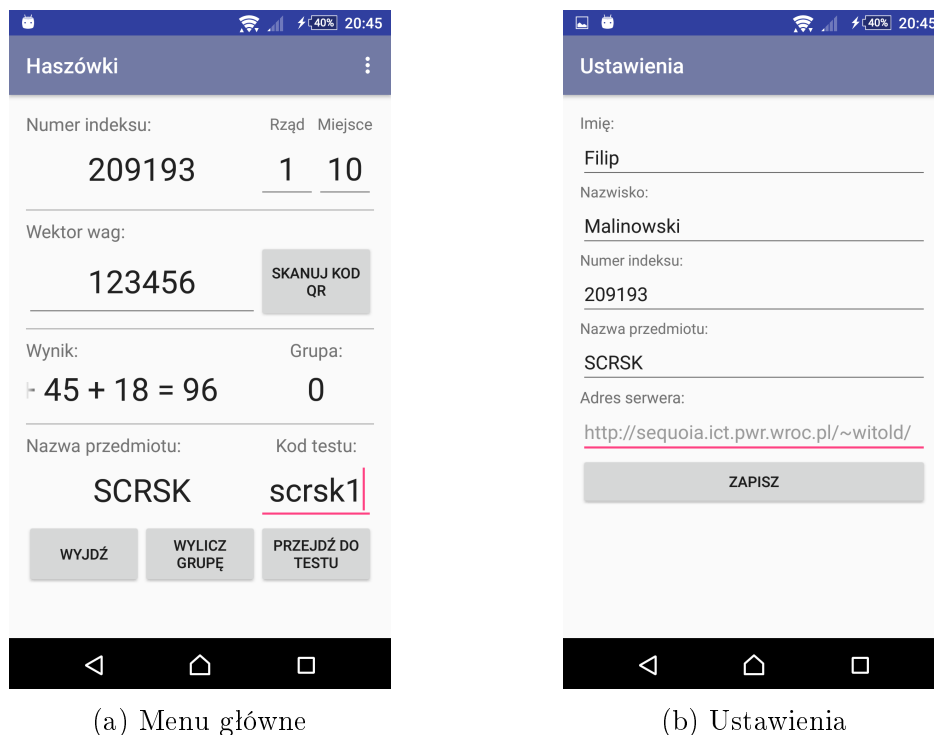 40% 20:45
Haszówki
Numer indeksu: Rząd Miejsce
209193 1 10
Wektor wag:
123456 SKANUJ KOD
QR
Wynik: Grupa:
45 + 18 = 96 0
Nazwa przedmiotu: Kod testu:
SCRSK scrsk1
WYJDŹ WYLICZ GRUPĘ PRZEJDŹ DO TESTU
(a) Menu główne
40% 20:45
Ustawienia
Imię:
Filip
Nazwisko:
Malinowski
Numer indeksu:
209193
Nazwa przedmiotu:
SCRSK
Adres serwera:
http://sequoia.ict.pwr.wroc.pl/~witold/
ZAPISZ
(b) Ustawienia